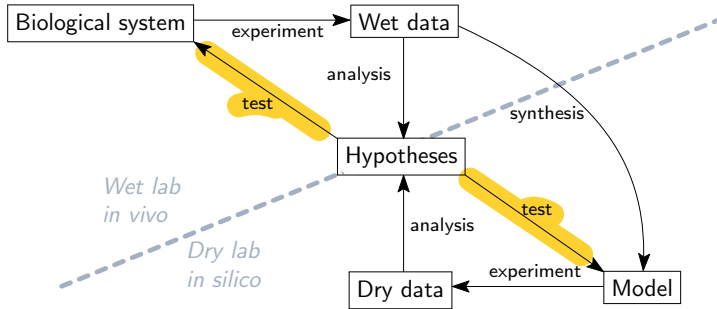 Biological system
experiment
Wet data
analysis
test
synthesis
Hypotheses
Wet lab
in vivo
test
analysis
Dry lab
in silico
experiment
Dry data
Model